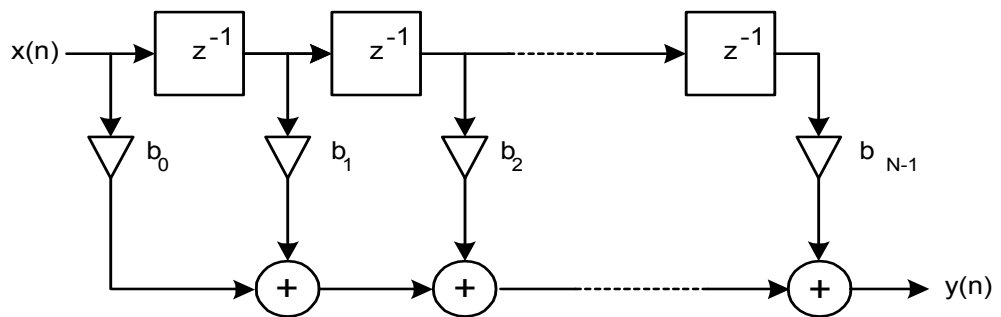 x(n) z⁻¹ z⁻¹ z⁻¹
b₀ b₁ b₂ b N-1
+ + + y(n)